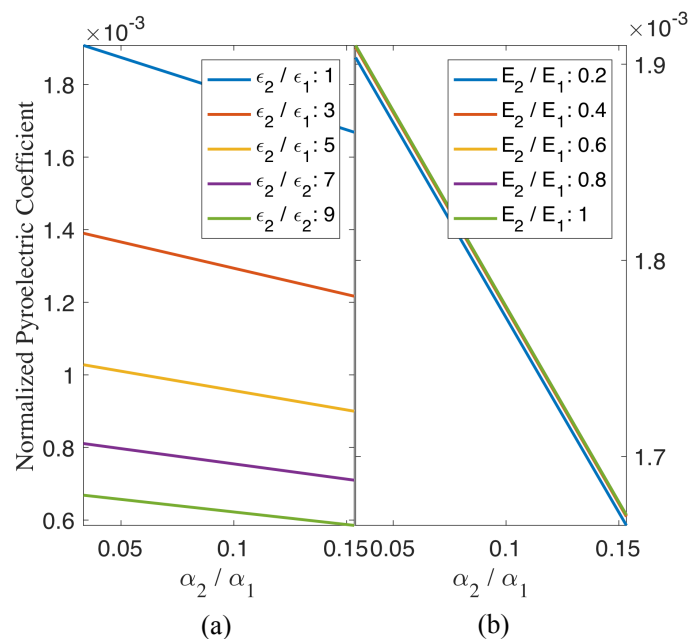 ×10⁻³
1.8
1.6
1.4
1.2
1
0.8
0.6
Normalized Pyroelectric Coefficient
ϵ₂ / ϵ₁: 1
ϵ₂ / ϵ₁: 3
ϵ₂ / ϵ₁: 5
ϵ₂ / ϵ₂: 7
ϵ₂ / ϵ₂: 9
0.05
0.1
0.15
α₂ / α₁
(a)
×10⁻³
1.9
1.8
1.7
E₂ / E₁: 0.2
E₂ / E₁: 0.4
E₂ / E₁: 0.6
E₂ / E₁: 0.8
E₂ / E₁: 1
0.05
0.1
0.15
α₂ / α₁
(b)